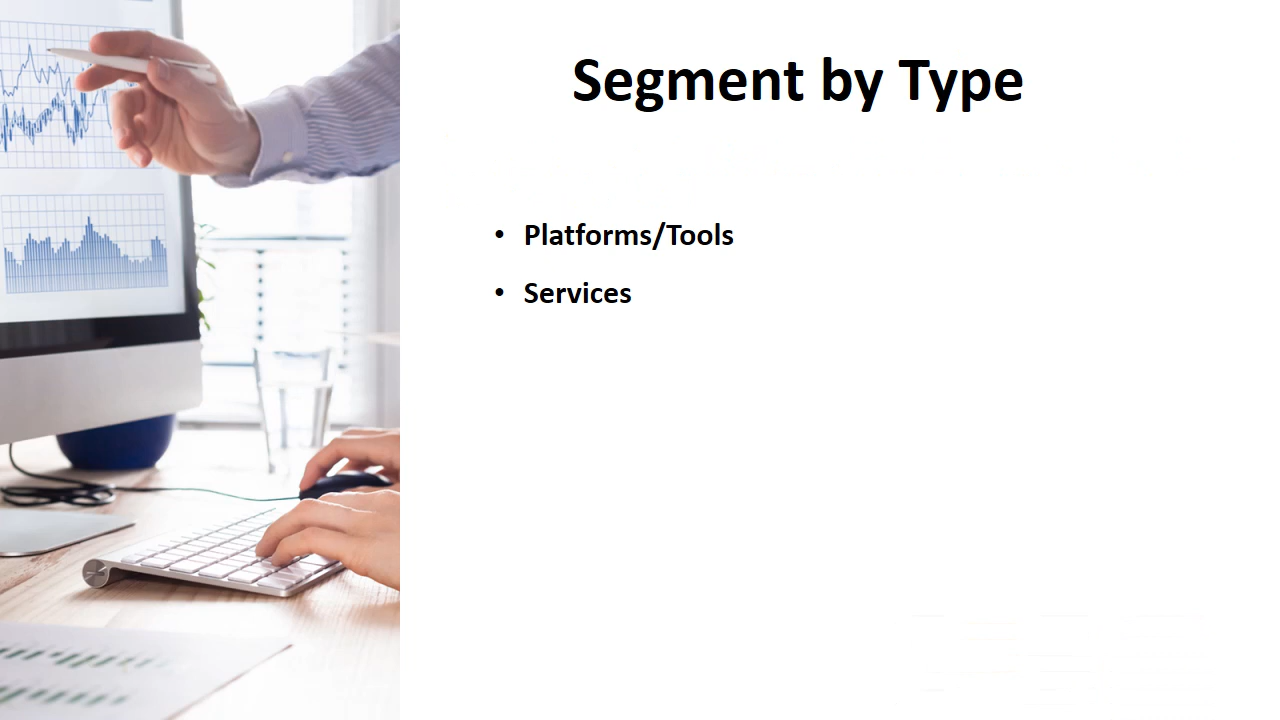 Segment by Type
• Platforms/Tools
• Services